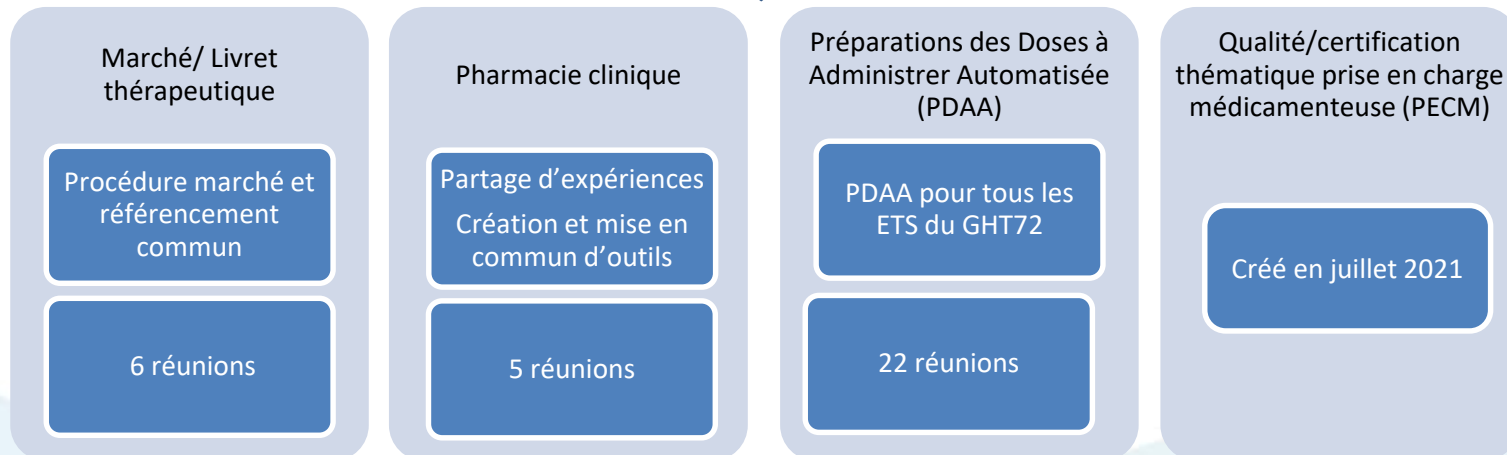 Marché/ Livret
thérapeutique
Procédure marché et
référencement
commun
6 réunions
Pharmacie clinique
Partage d'expériences
Création et mise en
commun d'outils
5 réunions
Préparations des Doses à
Administrer Automatisée
(PDAA)
PDAA pour tous les
ETS du GHT72
22 réunions
Qualité/certification
thématique prise en charge
médicamenteuse (PECM)
Créé en juillet 2021